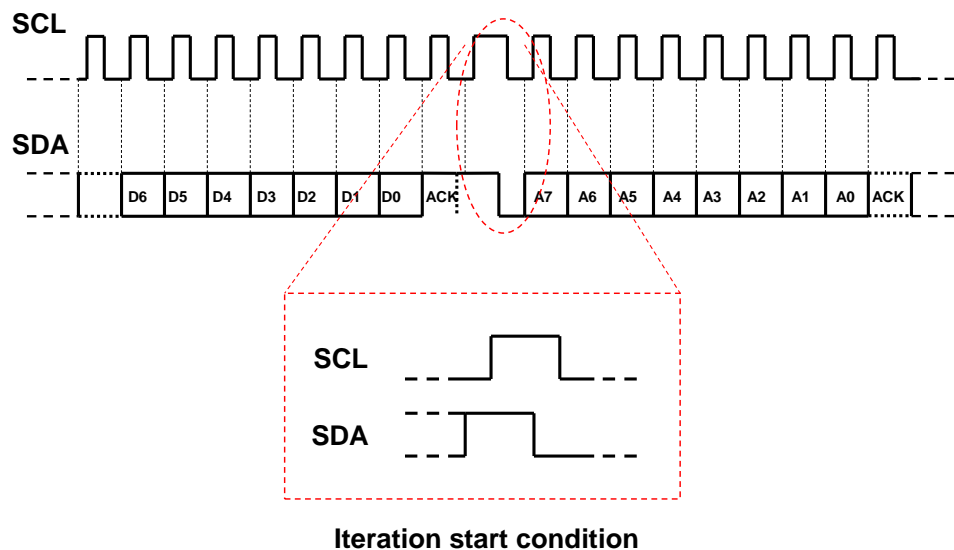 SCL
SDA
D6 D5 D4 D3 D2 D1 D0 ACK A7 A6 A5 A4 A3 A2 A1 A0 ACK
SCL
SDA
Iteration start condition